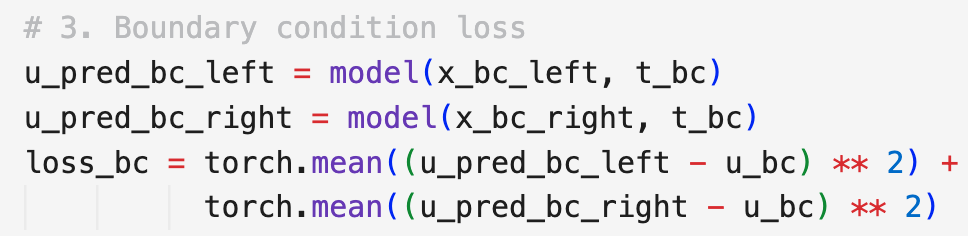 # 3. Boundary condition loss
u_pred_bc_left = model(x_bc_left, t_bc)
u_pred_bc_right = model(x_bc_right, t_bc)
loss_bc = torch.mean((u_pred_bc_left - u_bc) ** 2) +
          torch.mean((u_pred_bc_right - u_bc) ** 2)